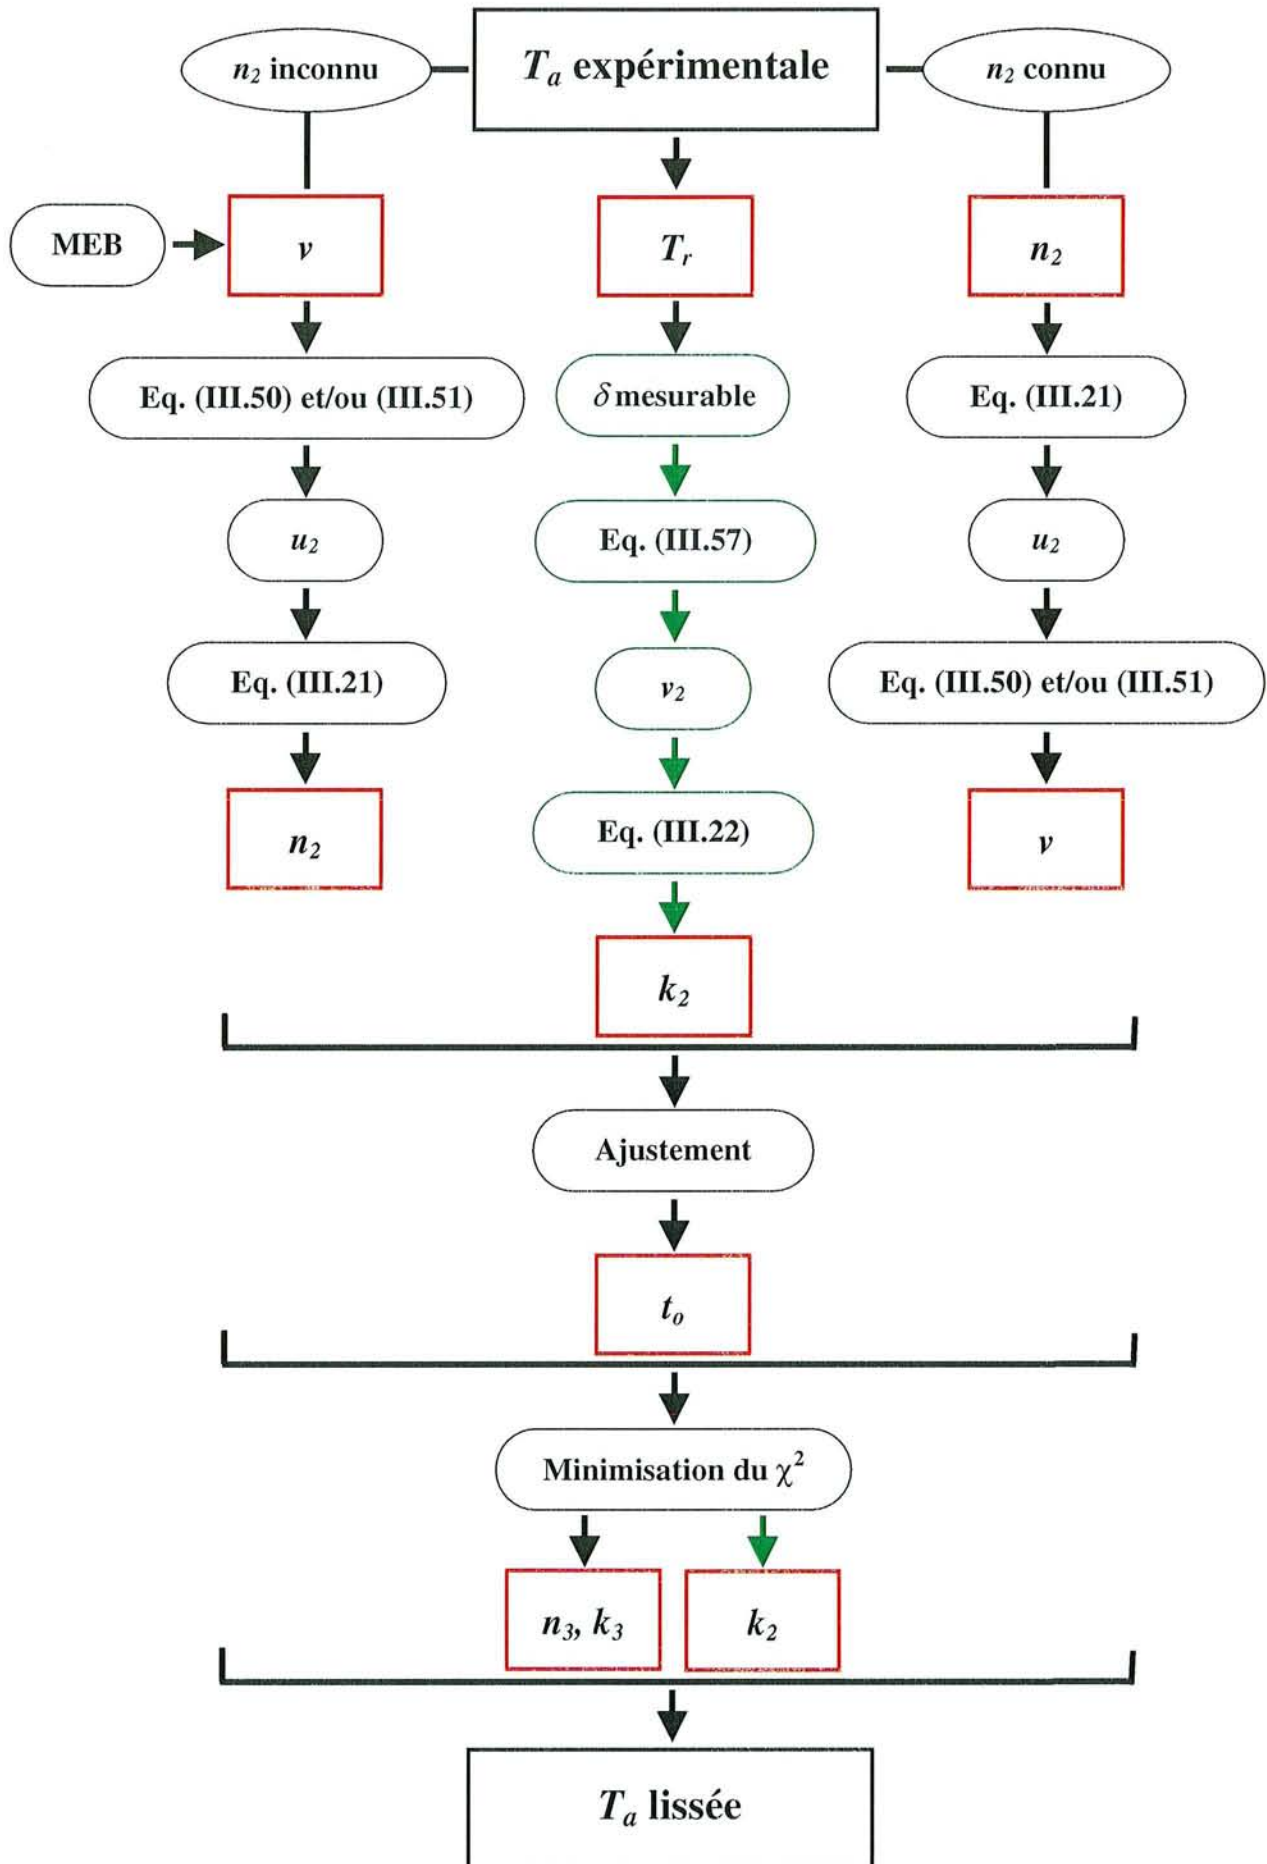 n₂ inconnu
Tₐ expérimentale
n₂ connu
MEB
v
Tᵣ
n₂
Eq. (III.50) et/ou (III.51)
δ mesurable
Eq. (III.21)
u₂
Eq. (III.57)
u₂
Eq. (III.21)
v₂
Eq. (III.50) et/ou (III.51)
n₂
Eq. (III.22)
v
k₂
Ajustement
tₒ
Minimisation du χ²
n₃, k₃
k₂
Tₐ lissée